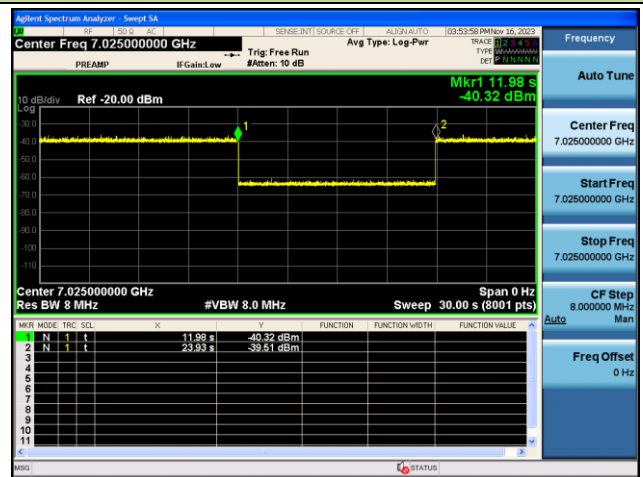 Agilent Spectrum Analyzer - Swept SA
RF 50 Ω AC SENSE:INT SOURCE OFF ALIGN AUTO 03:53:58 PM Nov 16, 2023
Center Freq 7.025000000 GHz Avg Type: Log-Pwr TRACE 1 2 3 4 5 6
Trig: Free Run TYPE
PREAMP IFGain:Low #Atten: 10 dB DET P N N N N N
Mkr1 11.98 s
10 dB/div Ref -20.00 dBm -40.32 dBm
Log
-30.0
1 2
-40.0
-50.0
-60.0
-70.0
-80.0
-90.0
-100
-110
Center 7.025000000 GHz Span 0 Hz
Res BW 8 MHz #VBW 8.0 MHz Sweep 30.00 s (8001 pts)
MKR MODE TRC SCL X Y FUNCTION FUNCTION WIDTH FUNCTION VALUE
1 N 1 t 11.98 s -40.32 dBm
2 N 1 t 23.93 s -39.51 dBm
3
4
5
6
7
8
9
10
11
MSG STATUS
Frequency
Auto Tune
Center Freq
7.025000000 GHz
Start Freq
7.025000000 GHz
Stop Freq
7.025000000 GHz
CF Step
8.000000 MHz
Auto Man
Freq Offset
0 Hz